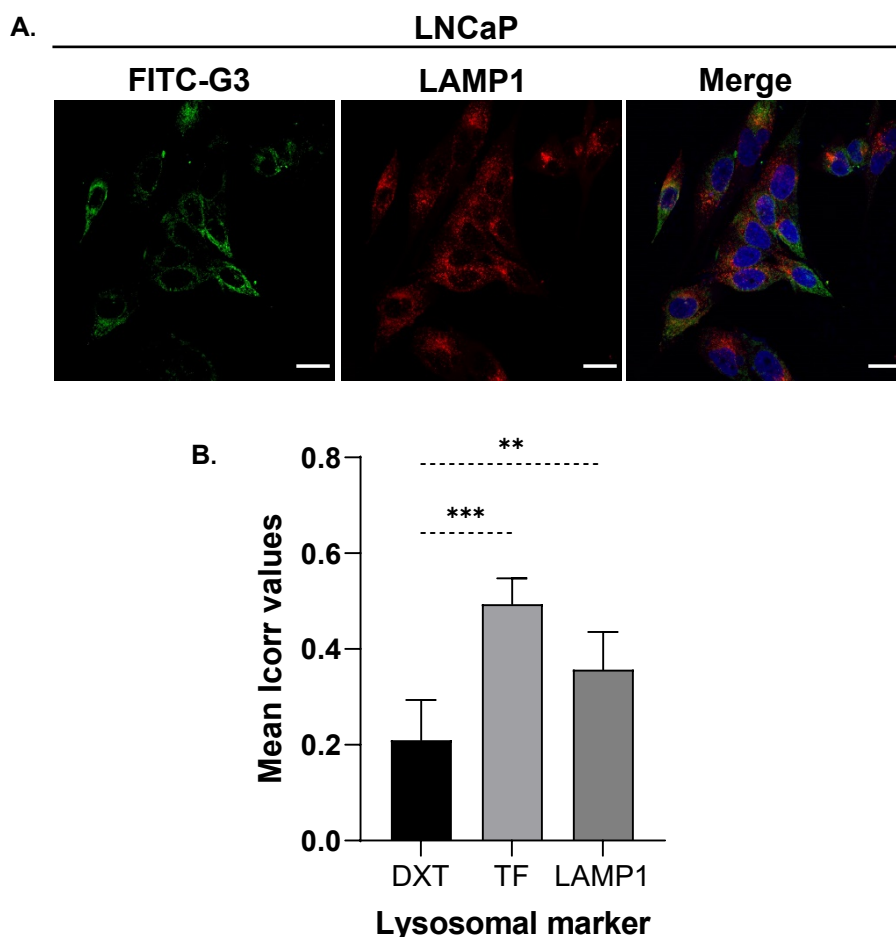 A.
LNCaP
FITC-G3 LAMP1 Merge
B.
**
***
0.8
0.6
0.4
0.2
0.0
Mean Icorr values
DXT TF LAMP1
Lysosomal marker